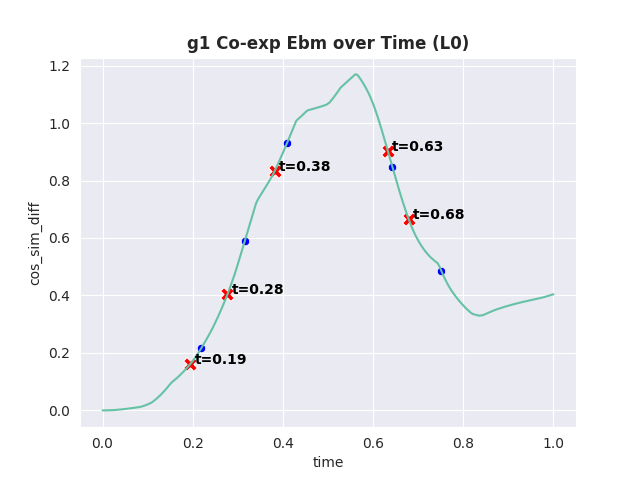 g1 Co-exp Ebm over Time (L0)
1.2
1.0
0.8
0.6
0.4
0.2
0.0
cos_sim_diff
t=0.63
t=0.38
t=0.68
t=0.28
t=0.19
0.0 0.2 0.4 0.6 0.8 1.0
time